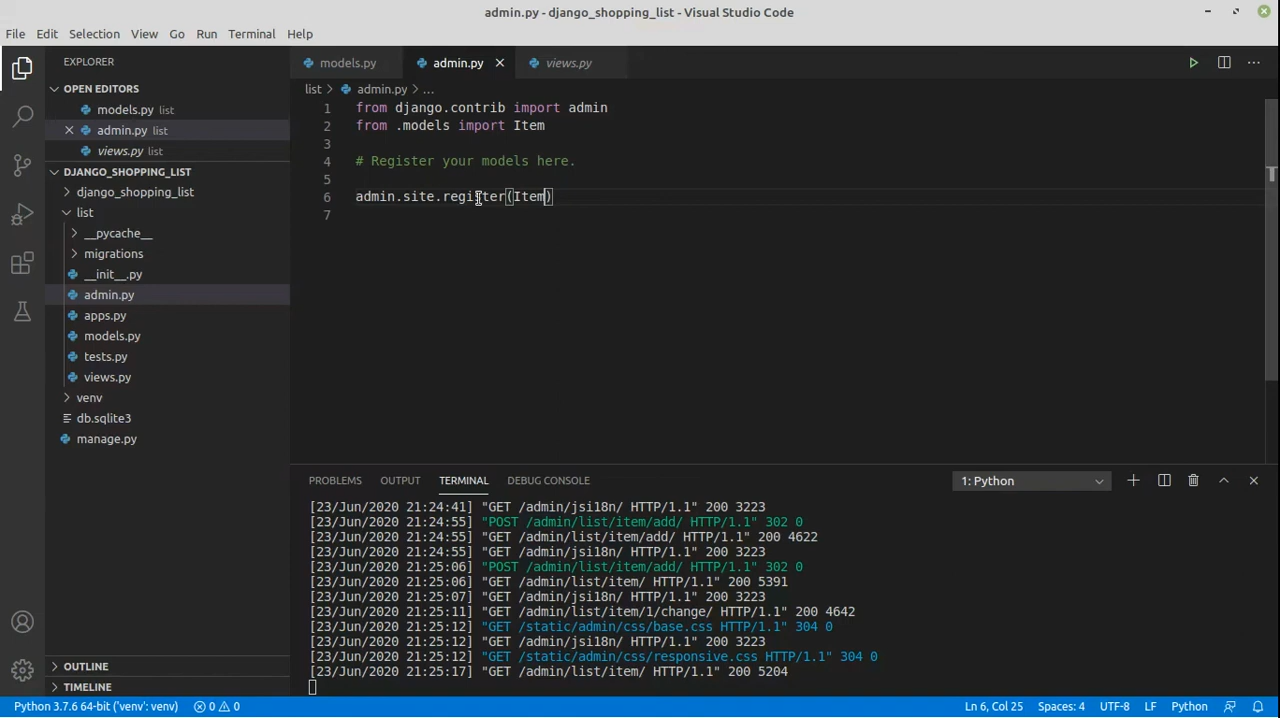 admin.py - django_shopping_list - Visual Studio Code
File Edit Selection View Go Run Terminal Help
EXPLORER
OPEN EDITORS
models.py list
admin.py list
views.py list
DJANGO_SHOPPING_LIST
django_shopping_list
list
__pycache__
migrations
__init__.py
admin.py
apps.py
models.py
tests.py
views.py
venv
db.sqlite3
manage.py
OUTLINE
TIMELINE
models.py admin.py views.py
list > admin.py > ...
1 from django.contrib import admin
2 from .models import Item
3
4 # Register your models here.
5
6 admin.site.register(Item)
7
PROBLEMS OUTPUT TERMINAL DEBUG CONSOLE 1: Python
[23/Jun/2020 21:24:41] "GET /admin/jsi18n/ HTTP/1.1" 200 3223
[23/Jun/2020 21:24:55] "POST /admin/list/item/add/ HTTP/1.1" 302 0
[23/Jun/2020 21:24:55] "GET /admin/list/item/add/ HTTP/1.1" 200 4622
[23/Jun/2020 21:24:55] "GET /admin/jsi18n/ HTTP/1.1" 200 3223
[23/Jun/2020 21:25:06] "POST /admin/list/item/add/ HTTP/1.1" 302 0
[23/Jun/2020 21:25:06] "GET /admin/list/item/ HTTP/1.1" 200 5391
[23/Jun/2020 21:25:07] "GET /admin/jsi18n/ HTTP/1.1" 200 3223
[23/Jun/2020 21:25:11] "GET /admin/list/item/1/change/ HTTP/1.1" 200 4642
[23/Jun/2020 21:25:12] "GET /static/admin/css/base.css HTTP/1.1" 304 0
[23/Jun/2020 21:25:12] "GET /admin/jsi18n/ HTTP/1.1" 200 3223
[23/Jun/2020 21:25:12] "GET /static/admin/css/responsive.css HTTP/1.1" 304 0
[23/Jun/2020 21:25:17] "GET /admin/list/item/ HTTP/1.1" 200 5204
Python 3.7.6 64-bit ('venv': venv) 0 0 Ln 6, Col 25 Spaces: 4 UTF-8 LF Python